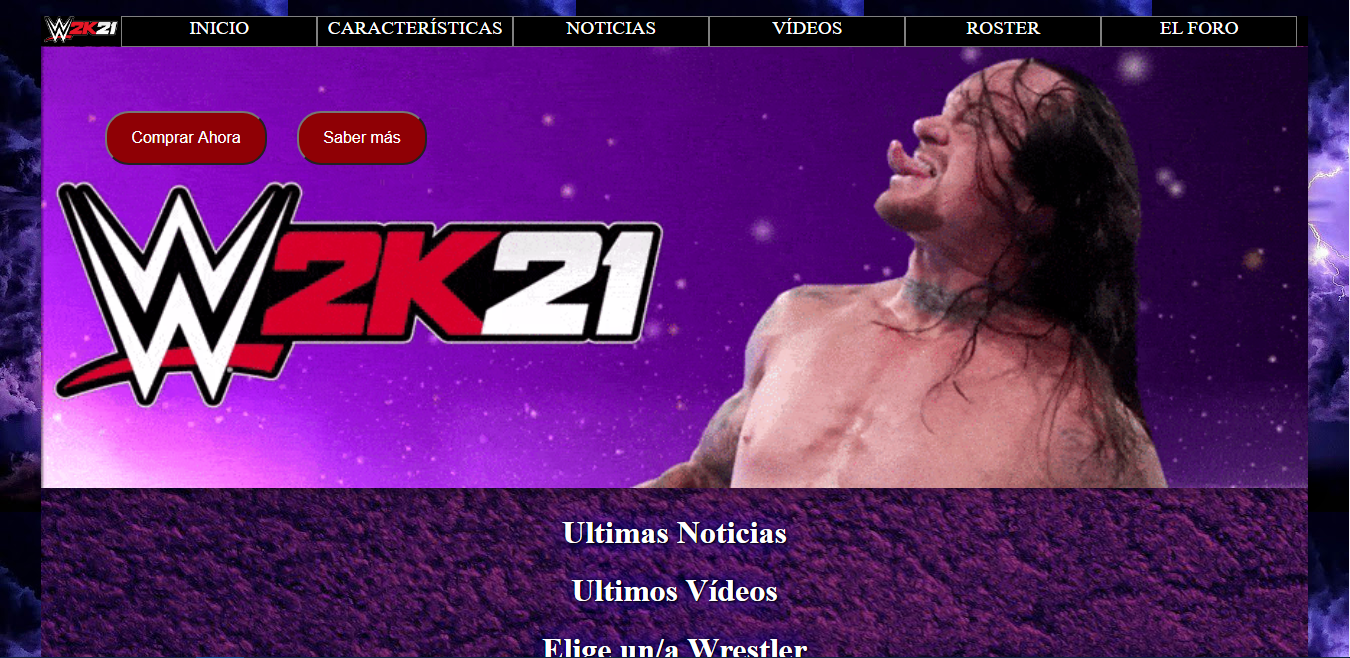 W2K21 INICIO CARACTERÍSTICAS NOTICIAS VÍDEOS ROSTER EL FORO
Comprar Ahora Saber más
W2K21
Ultimas Noticias
Ultimos Vídeos
Elige un/a Wrestler